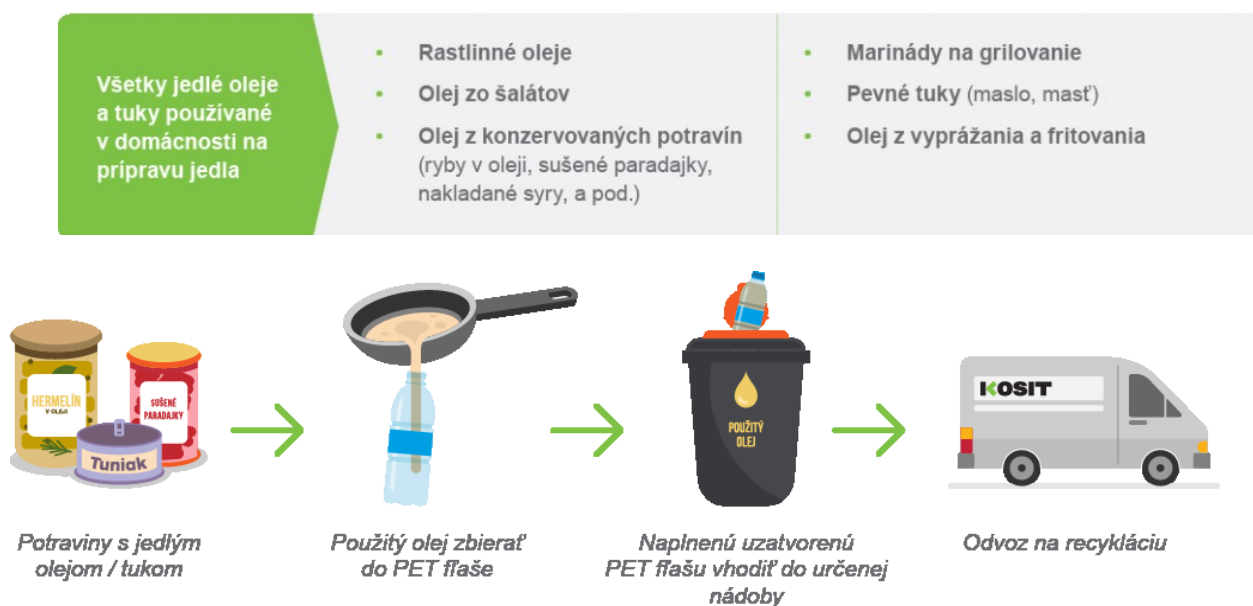 Všetky jedlé oleje
a tuky používané
v domácnosti na
prípravu jedla
• Rastlinné oleje
• Olej zo šalátov
• Olej z konzervovaných potravín
(ryby v oleji, sušené paradajky,
nakladané syry, a pod.)
• Marinády na grilovanie
• Pevné tuky (maslo, masť)
• Olej z vyprážania a fritovania
HERMELÍN
V OLEJI
SUŠENÉ
PARADAJKY
Tuniak
POUŽITÝ
OLEJ
KOSIT
Potraviny s jedlým
olejom / tukom
Použitý olej zbierať
do PET fľaše
Naplnenú uzatvorenú
PET fľašu vhodiť do určenej
nádoby
Odvoz na recykláciu